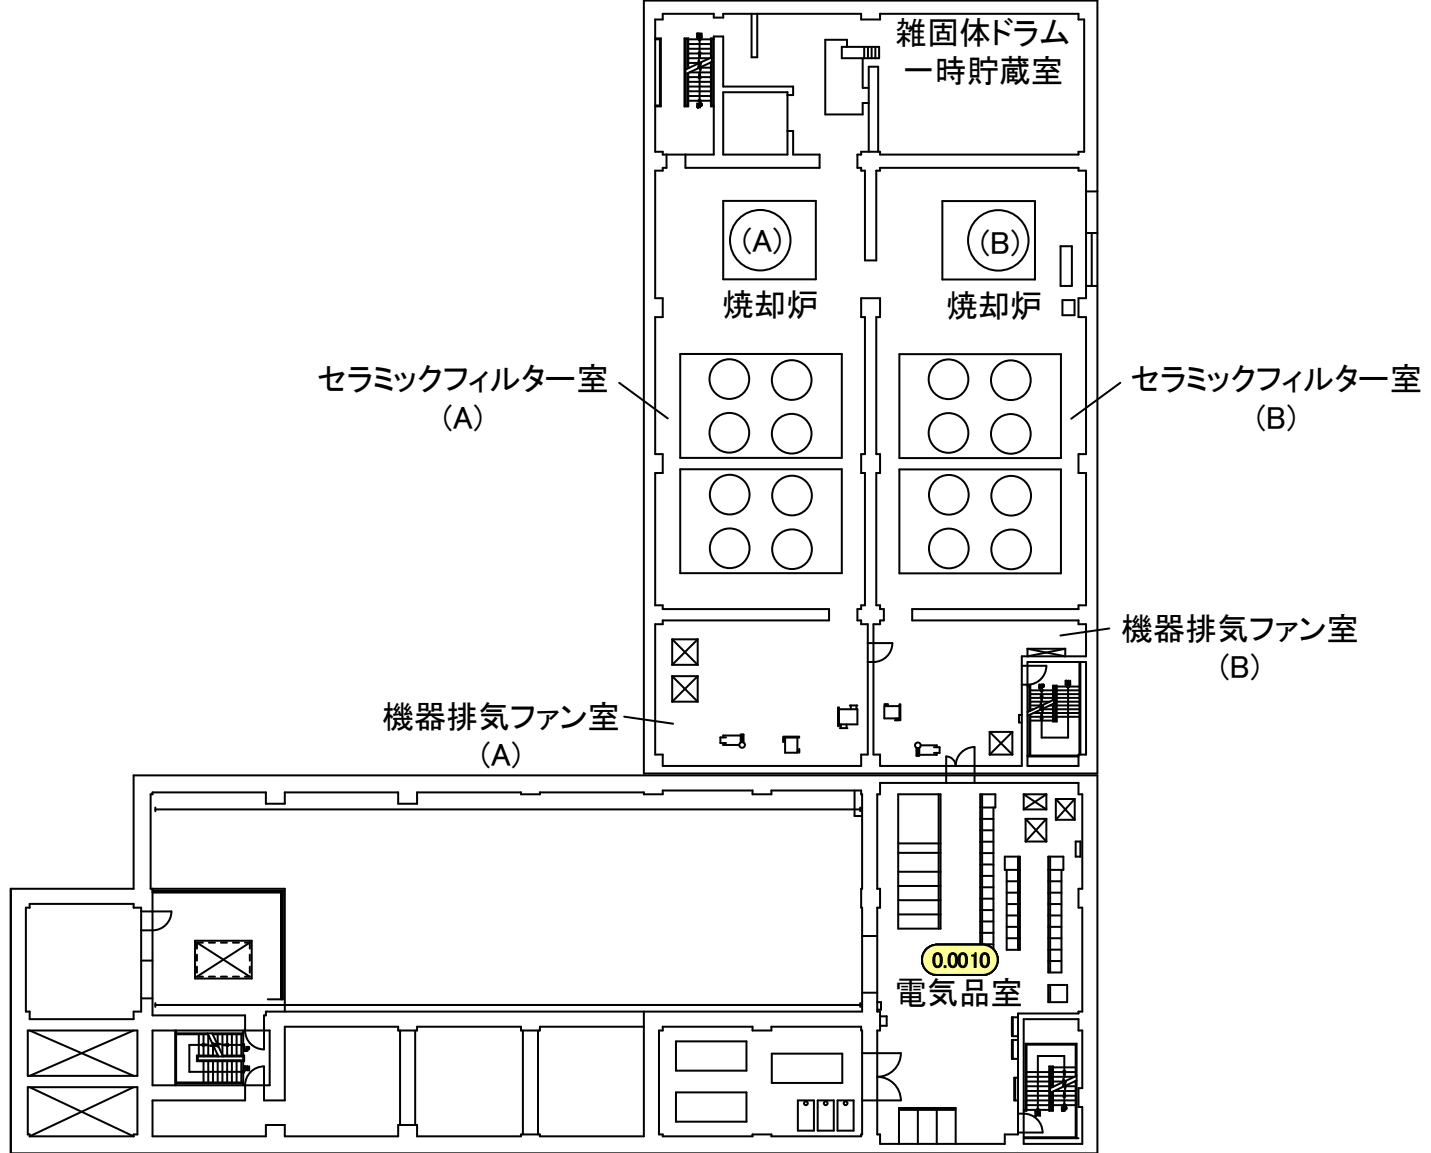 雑固体ドラム
一時貯蔵室
(A)
(B)
焼却炉
焼却炉
セラミックフィルター室
(A)
セラミックフィルター室
(B)
機器排気ファン室
(B)
機器排気ファン室
(A)
0.0010
電気品室